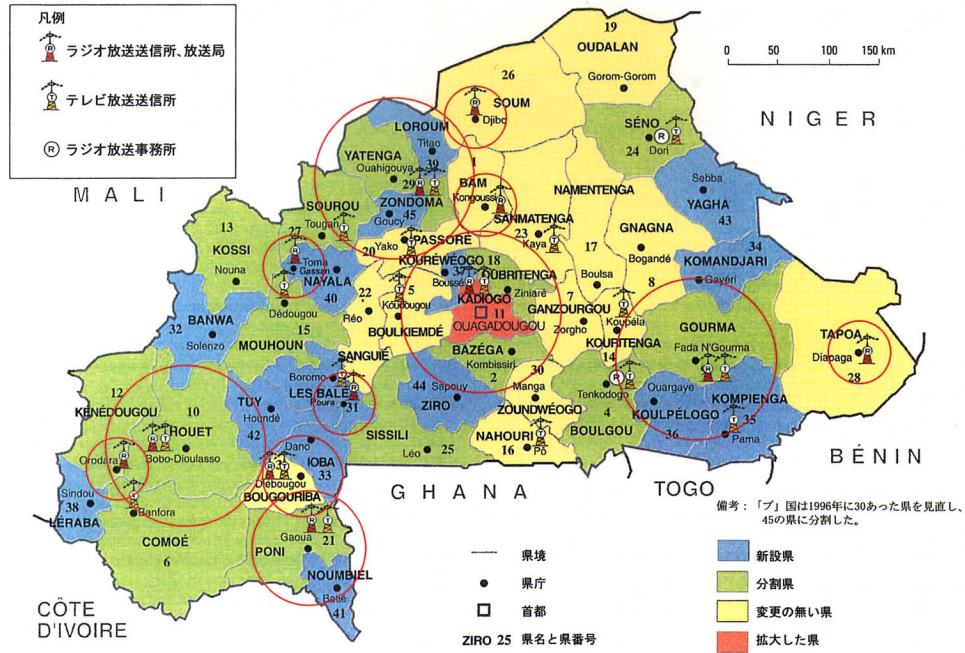 凡例
ラジオ放送送信所、放送局
テレビ放送送信所
R ラジオ放送事務所
0 50 100 150 km
MALI
NIGER
BÉNIN
TOGO
GHANA
CÔTE
D'IVOIRE
19
OUDALAN
Gorom-Gorom
26
SOUM
Djibo
SÉNO
24
Dori
LOROUM
Titao
39
YATENGA
Ouahigouya
29
1
BAM
Kongoussi
ZONDOMA
45
Goucy
NAMENTENGA
Sebba
YAGHA
43
SOUROU
Tougan
27
13
KOSSI
Nouna
Toma
Gassan
NAYALA
40
20
Yako
PASSORÉ
SANMATENGA
23
Kaya
17
Boulsa
GNAGNA
Bogandé
8
34
KOMANDJARI
Gayéri
KOURÉWÉOGO
37
Boussé
18
OUBRITENGA
Ziniaré
KADIOGO
11
OUAGADOUGOU
7
GANZOURGOU
Zorgho
Koupéla
KOURITENGA
14
22
Réo
5
Koudougou
BOULKIEMDÉ
Dédougou
15
MOUHOUN
32
BANWA
Solenzo
SANGUIÉ
Boromo
LES BALÉ
Poura
31
BAZÉGA
Kombissiri
2
44
Sapouy
ZIRO
30
Manga
ZOUNDWÉOGO
Tenkodogo
4
BOULGOU
GOURMA
Fada N'Gourma
Ouargaye
KOULPÉLOGO
36
KOMPIENGA
35
Pama
TAPOA
Diapaga
28
12
KÉNÉDOUGOU
10
HOUET
Bobo-Dioulasso
Orodara
TUY
Houndé
42
Dano
IOBA
33
Diébougou
BOUGOURIBA
SISSILI
Léo
25
NAHOURI
16
Pô
Sindou
38
LÉRABA
Banfora
COMOÉ
6
Gaoua
21
PONI
NOUMBIEL
Batié
41
県境
県庁
首都
ZIRO 25 県名と県番号
備考：「ブ」国は1996年に30あった県を見直し、
45の県に分割した。
新設県
分割県
変更の無い県
拡大した県